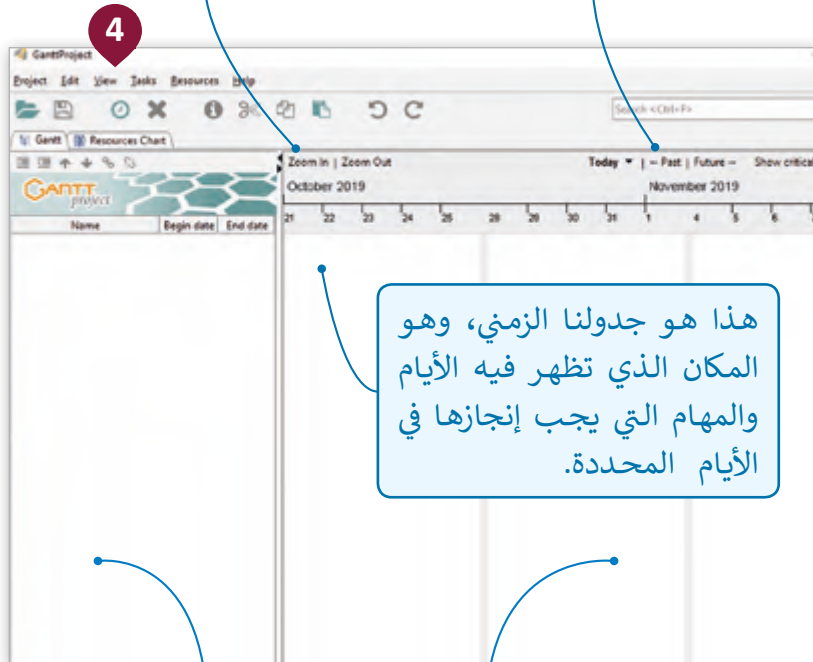 4
GanttProject
Project Edit View Tasks Resources Help
Search <Ctrl+F>
Gantt Resources Chart
Zoom In | Zoom Out Today | -- Past | Future -- Show critical
GANTT project
October 2019 November 2019
Name Begin date End date
21 22 23 24 25 28 29 30 31 1 4 5 6
هذا هو جدولنا الزمني، وهو
المكان الذي تظهر فيه الأيام
والمهام التي يجب إنجازها في
الأيام المحددة.